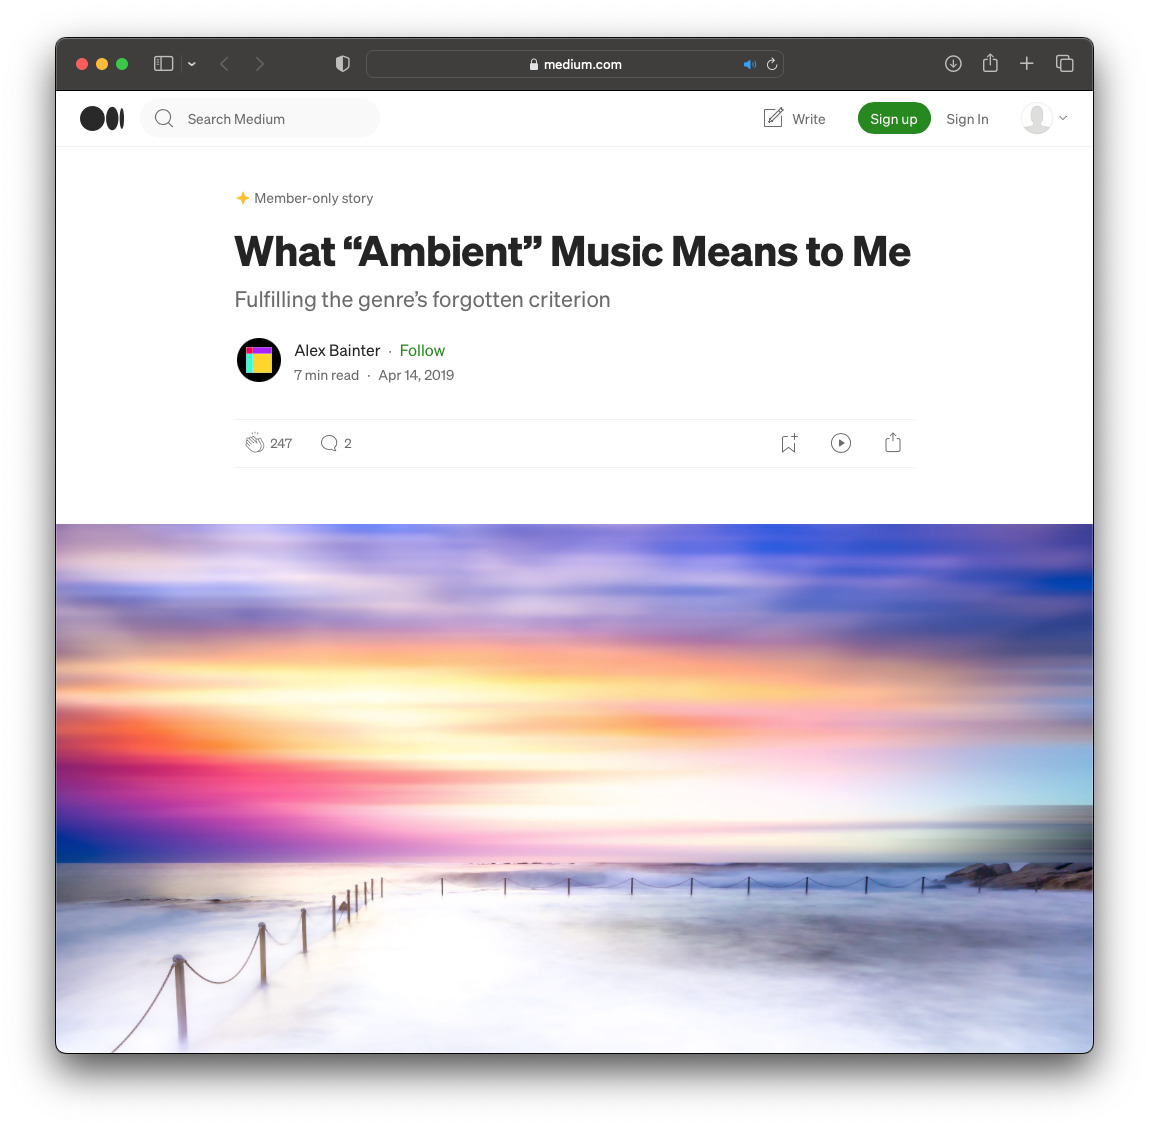 medium.com
Search Medium
Write
Sign up
Sign In
Member-only story
What “Ambient” Music Means to Me
Fulfilling the genre’s forgotten criterion
Alex Bainter · Follow
7 min read · Apr 14, 2019
247
2